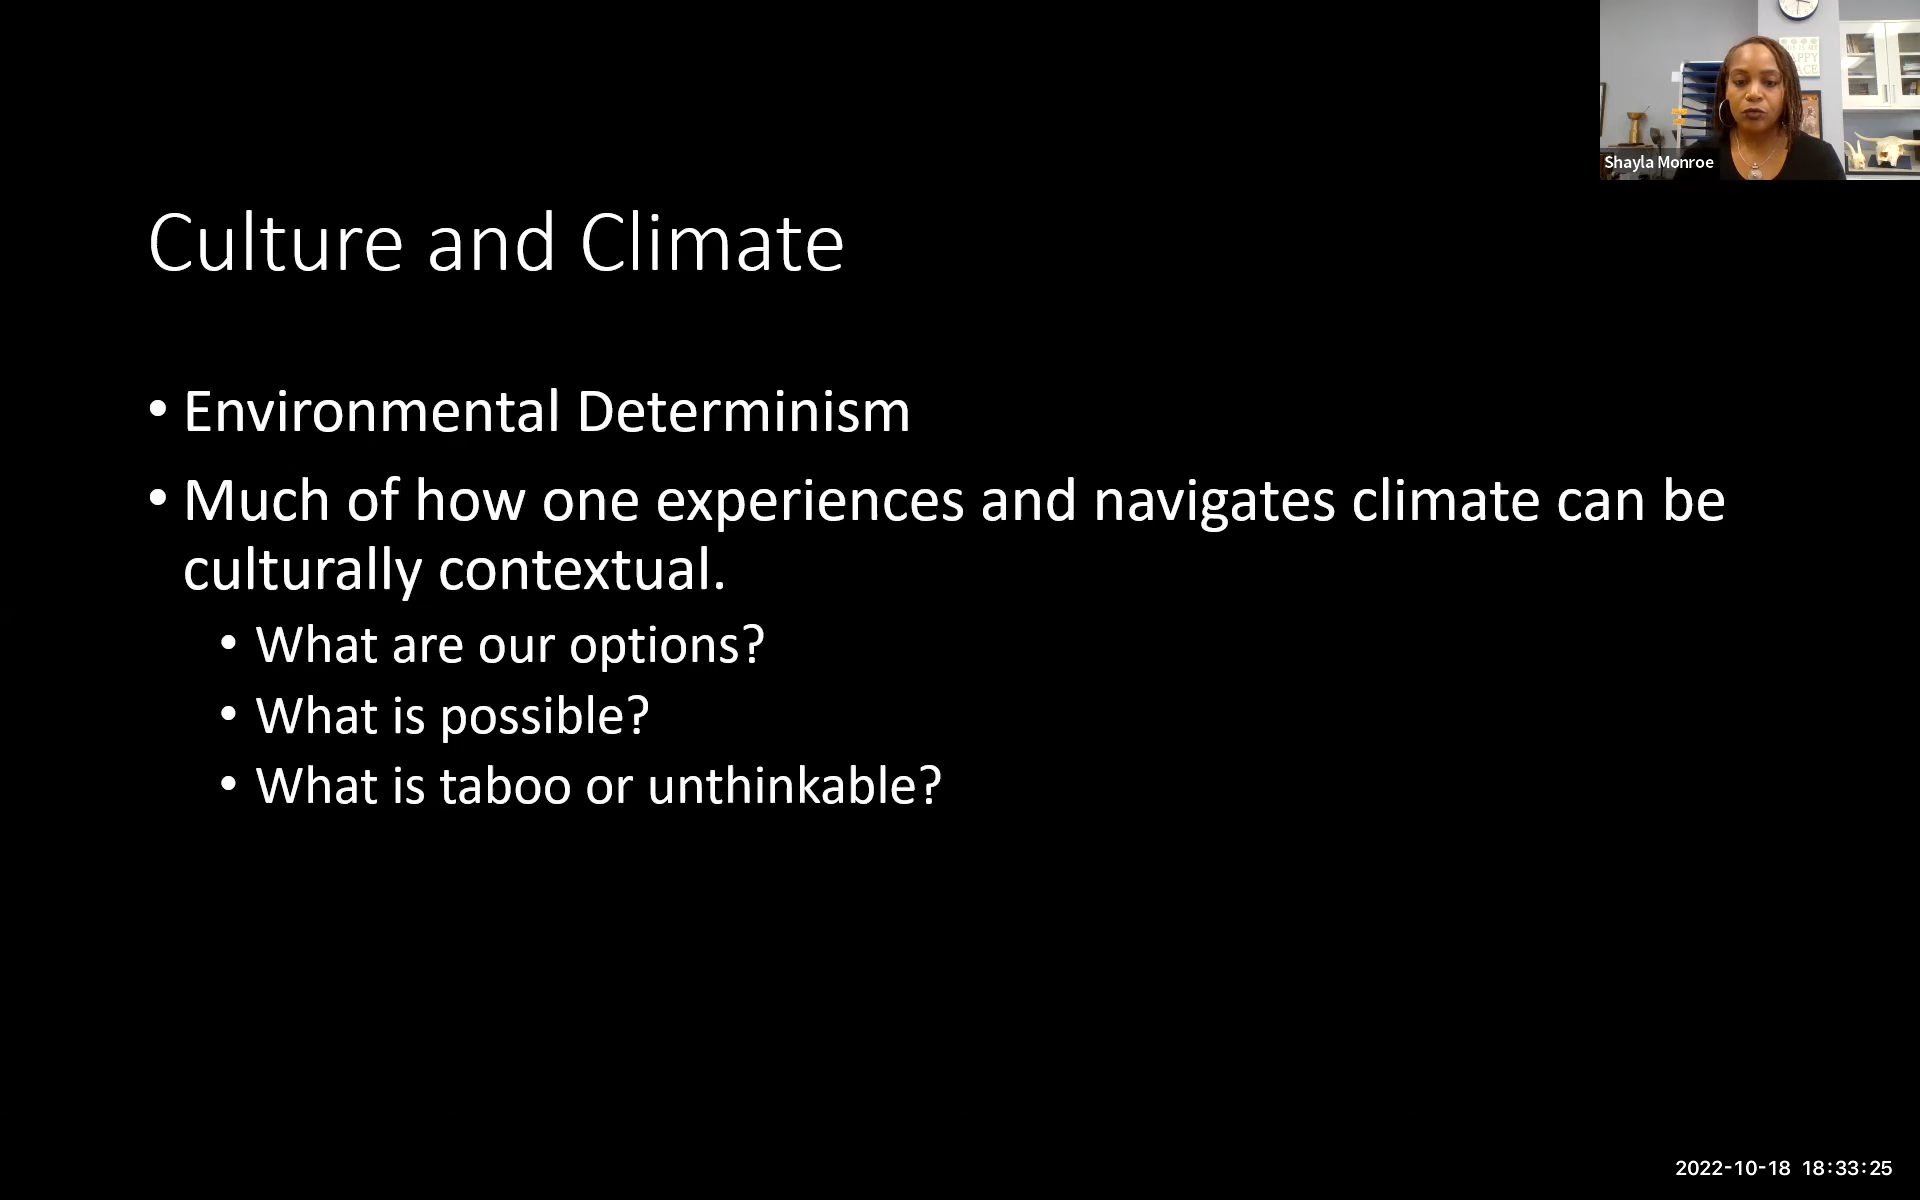 Shayla Monroe
Culture and Climate
• Environmental Determinism
• Much of how one experiences and navigates climate can be
culturally contextual.
• What are our options?
• What is possible?
• What is taboo or unthinkable?
2022-10-18 18:33:25